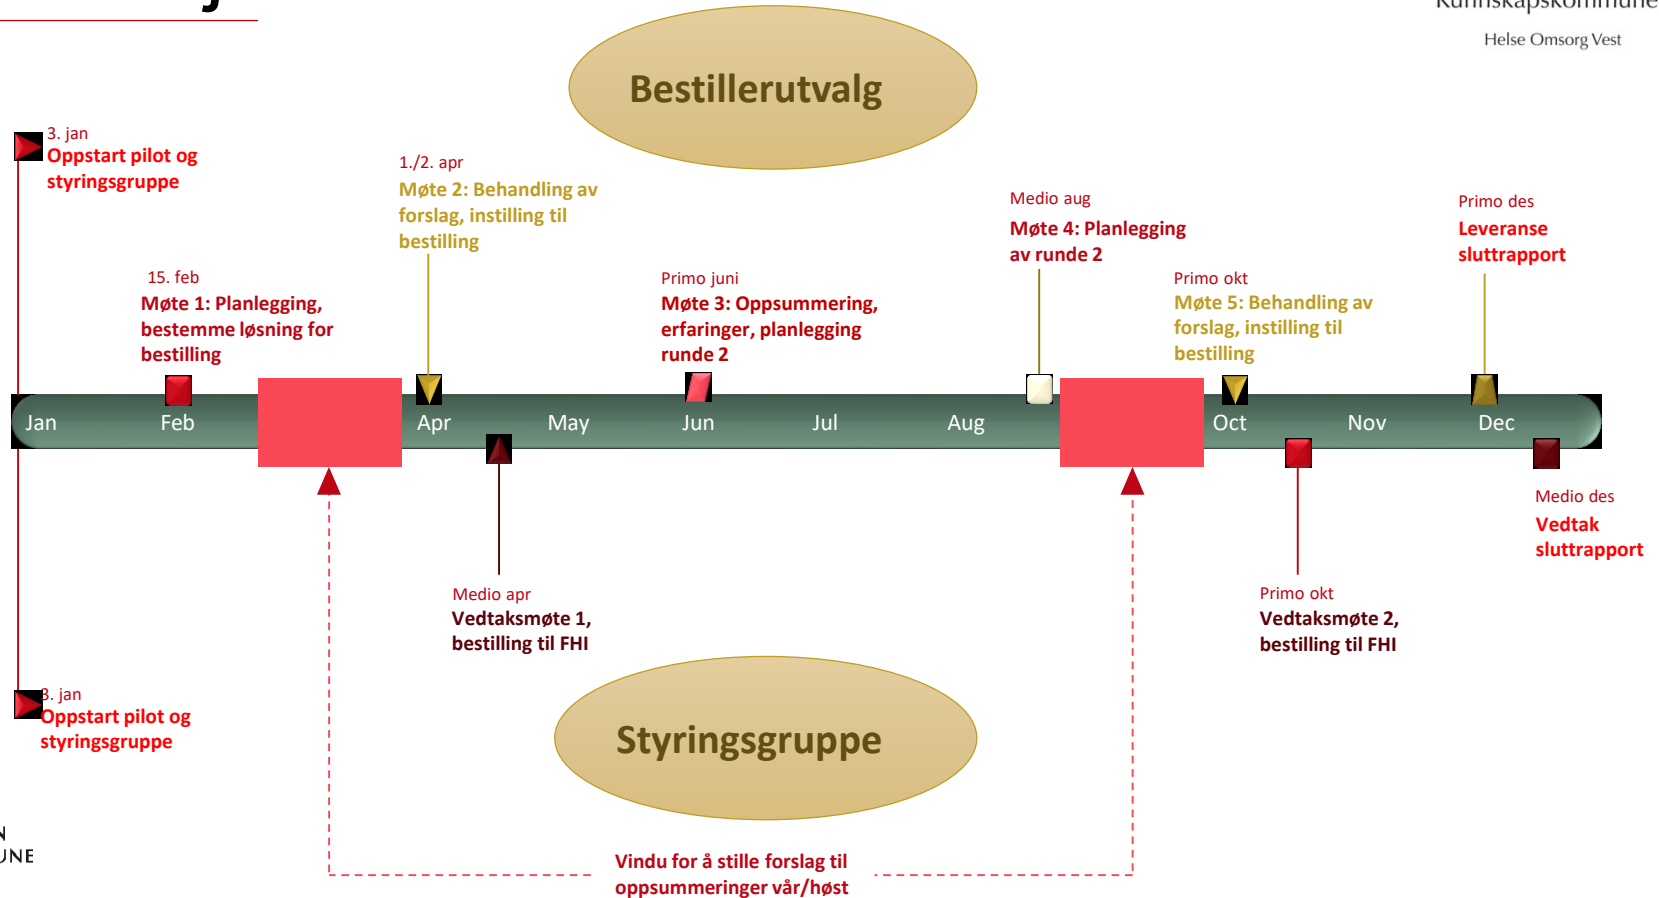 Kunnskapskommune
Helse Omsorg Vest
Bestillerutvalg
3. jan
Oppstart pilot og
styringsgruppe
1./2. apr
Møte 2: Behandling av
forslag, instilling til
bestilling
Medio aug
Møte 4: Planlegging
av runde 2
Primo des
Leveranse
sluttrapport
15. feb
Møte 1: Planlegging,
bestemme løsning for
bestilling
Primo juni
Møte 3: Oppsummering,
erfaringer, planlegging
runde 2
Primo okt
Møte 5: Behandling av
forslag, instilling til
bestilling
Jan Feb Apr May Jun Jul Aug Oct Nov Dec
Medio des
Vedtak
sluttrapport
Medio apr
Vedtaksmøte 1,
bestilling til FHI
Primo okt
Vedtaksmøte 2,
bestilling til FHI
3. jan
Oppstart pilot og
styringsgruppe
Styringsgruppe
Vindu for å stille forslag til
oppsummeringer vår/høst